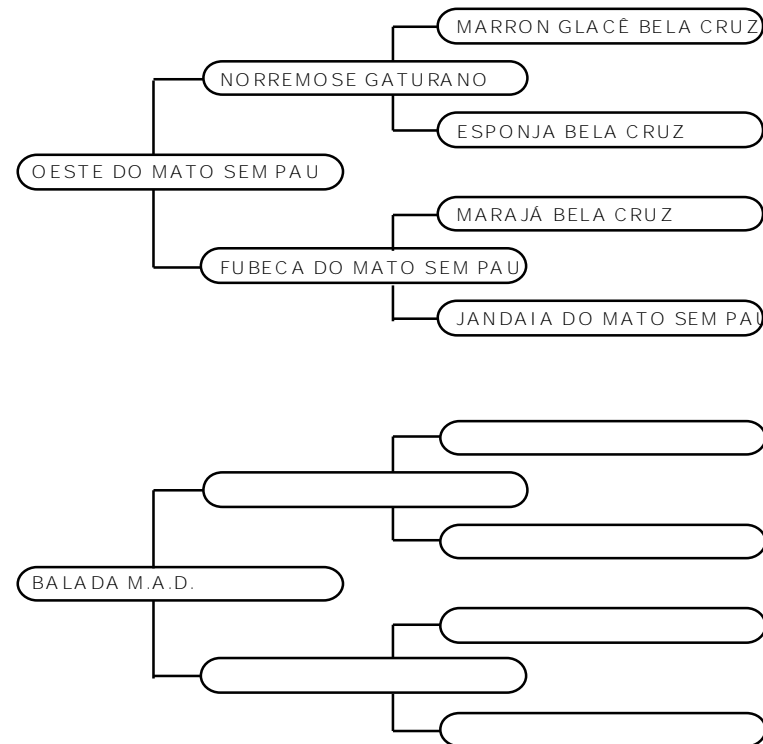 MARRON GLACÊ BELA CRUZ
NORREMOSE GATURANO
ESPONJA BELA CRUZ
OESTE DO MATO SEM PAU
MARAJÁ BELA CRUZ
FUBECA DO MATO SEM PAU
JANDAIA DO MATO SEM PAU
BALADA M.A.D.